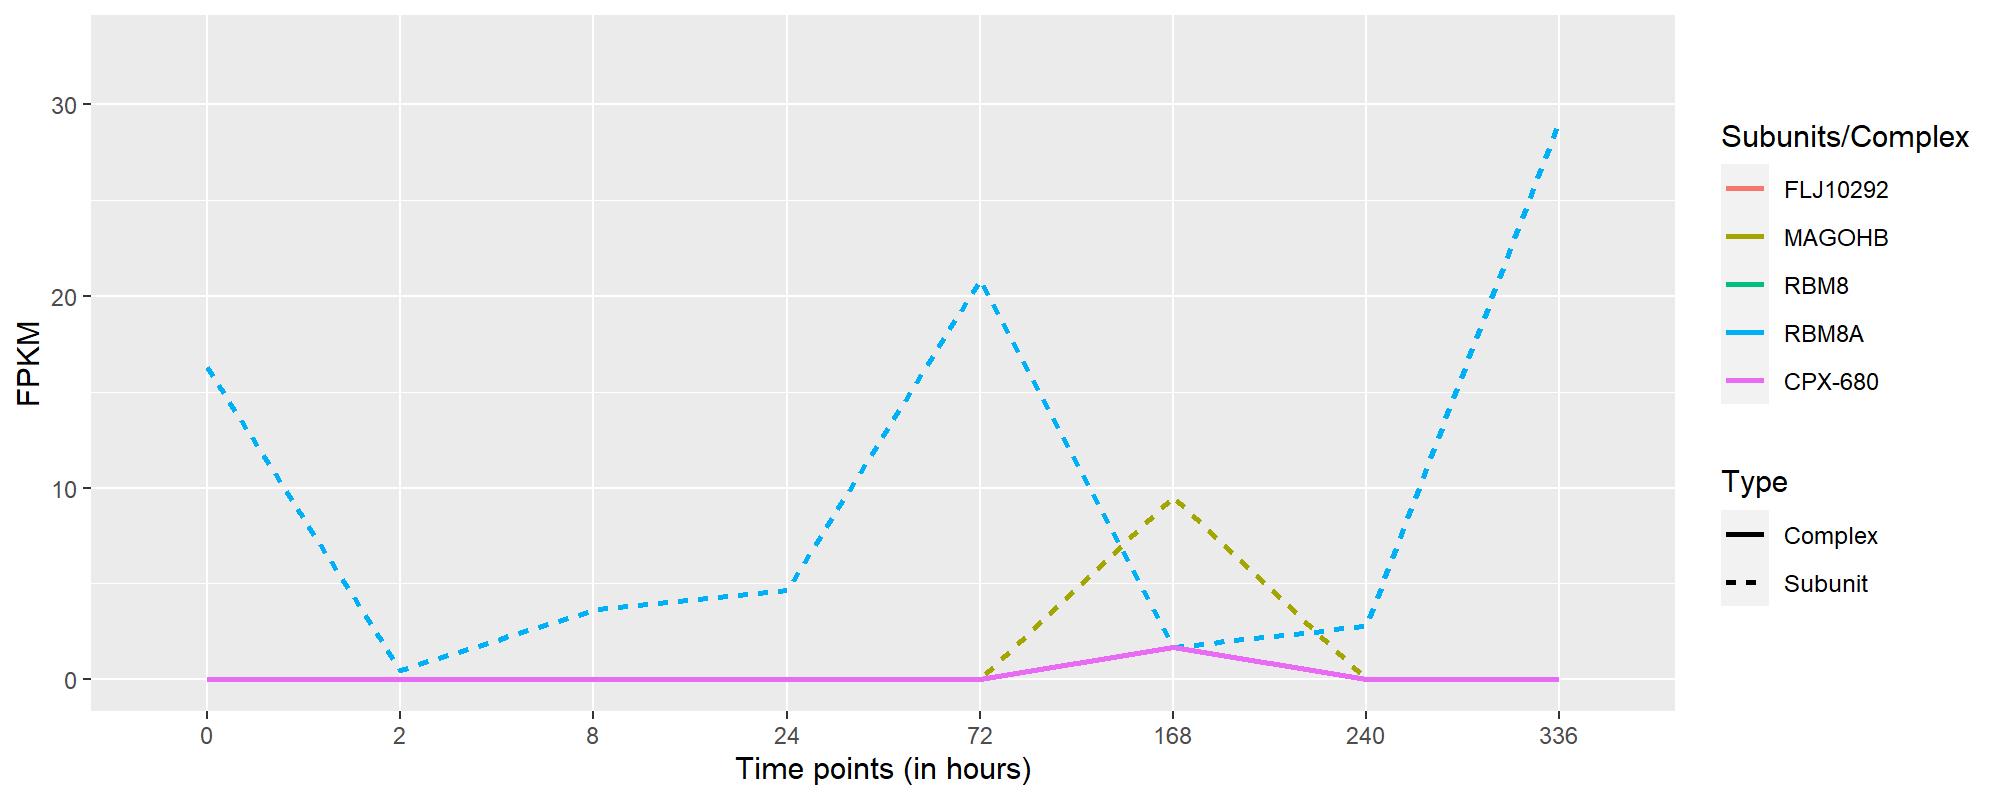 30
20
10
0
FPKM
0 2 8 24 72 168 240 336
Time points (in hours)
Subunits/Complex
FLJ10292
MAGOHB
RBM8
RBM8A
CPX-680
Type
Complex
Subunit